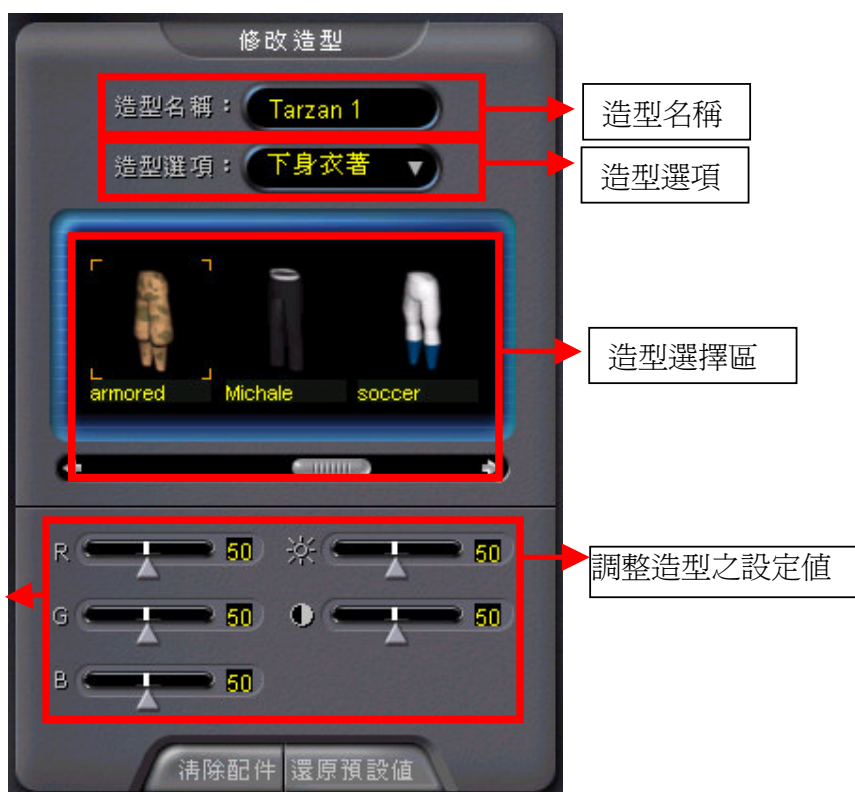 修改造型
造型名稱： Tarzan 1
造型名稱
造型選項： 下身衣著
造型選項
armored Michale soccer
造型選擇區
R 50 50
調整造型之設定值
G 50 50
B 50
清除配件 還原預設值